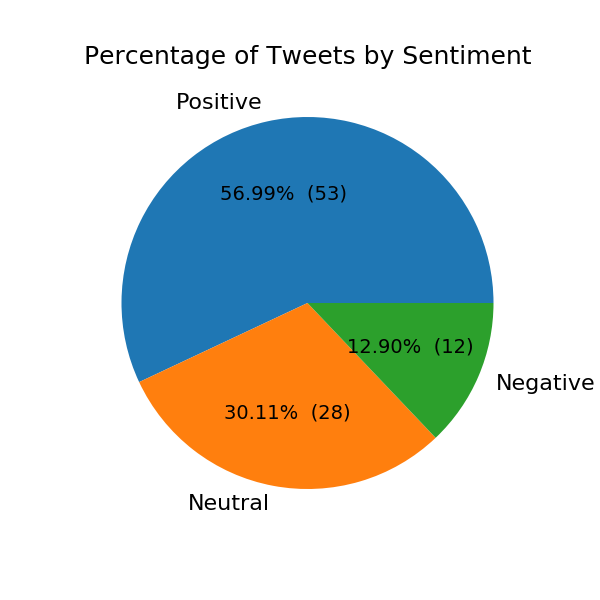 Percentage of Tweets by Sentiment
Positive
56.99% (53)
12.90% (12)
Negative
30.11% (28)
Neutral